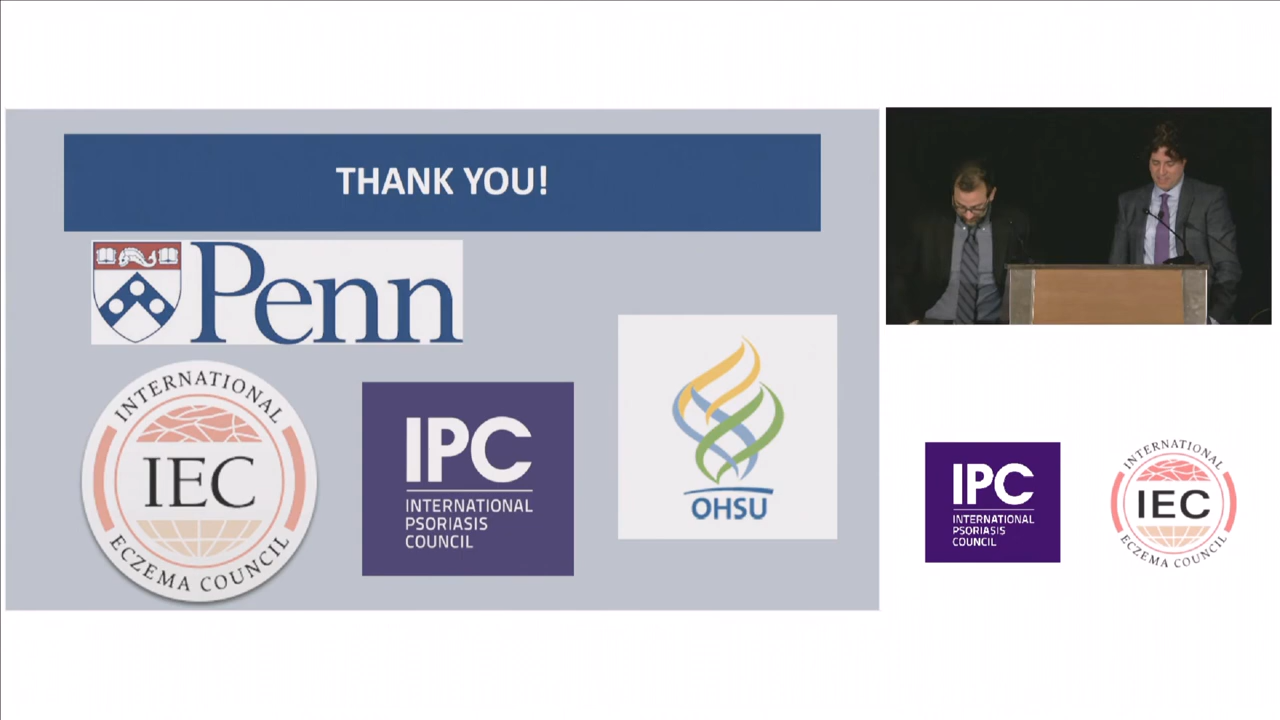 THANK YOU!
Penn
INTERNATIONAL
IEC
ECZEMA COUNCIL
IPC
INTERNATIONAL
PSORIASIS
COUNCIL
OHSU
IPC
INTERNATIONAL
PSORIASIS
COUNCIL
INTERNATIONAL
IEC
ECZEMA COUNCIL